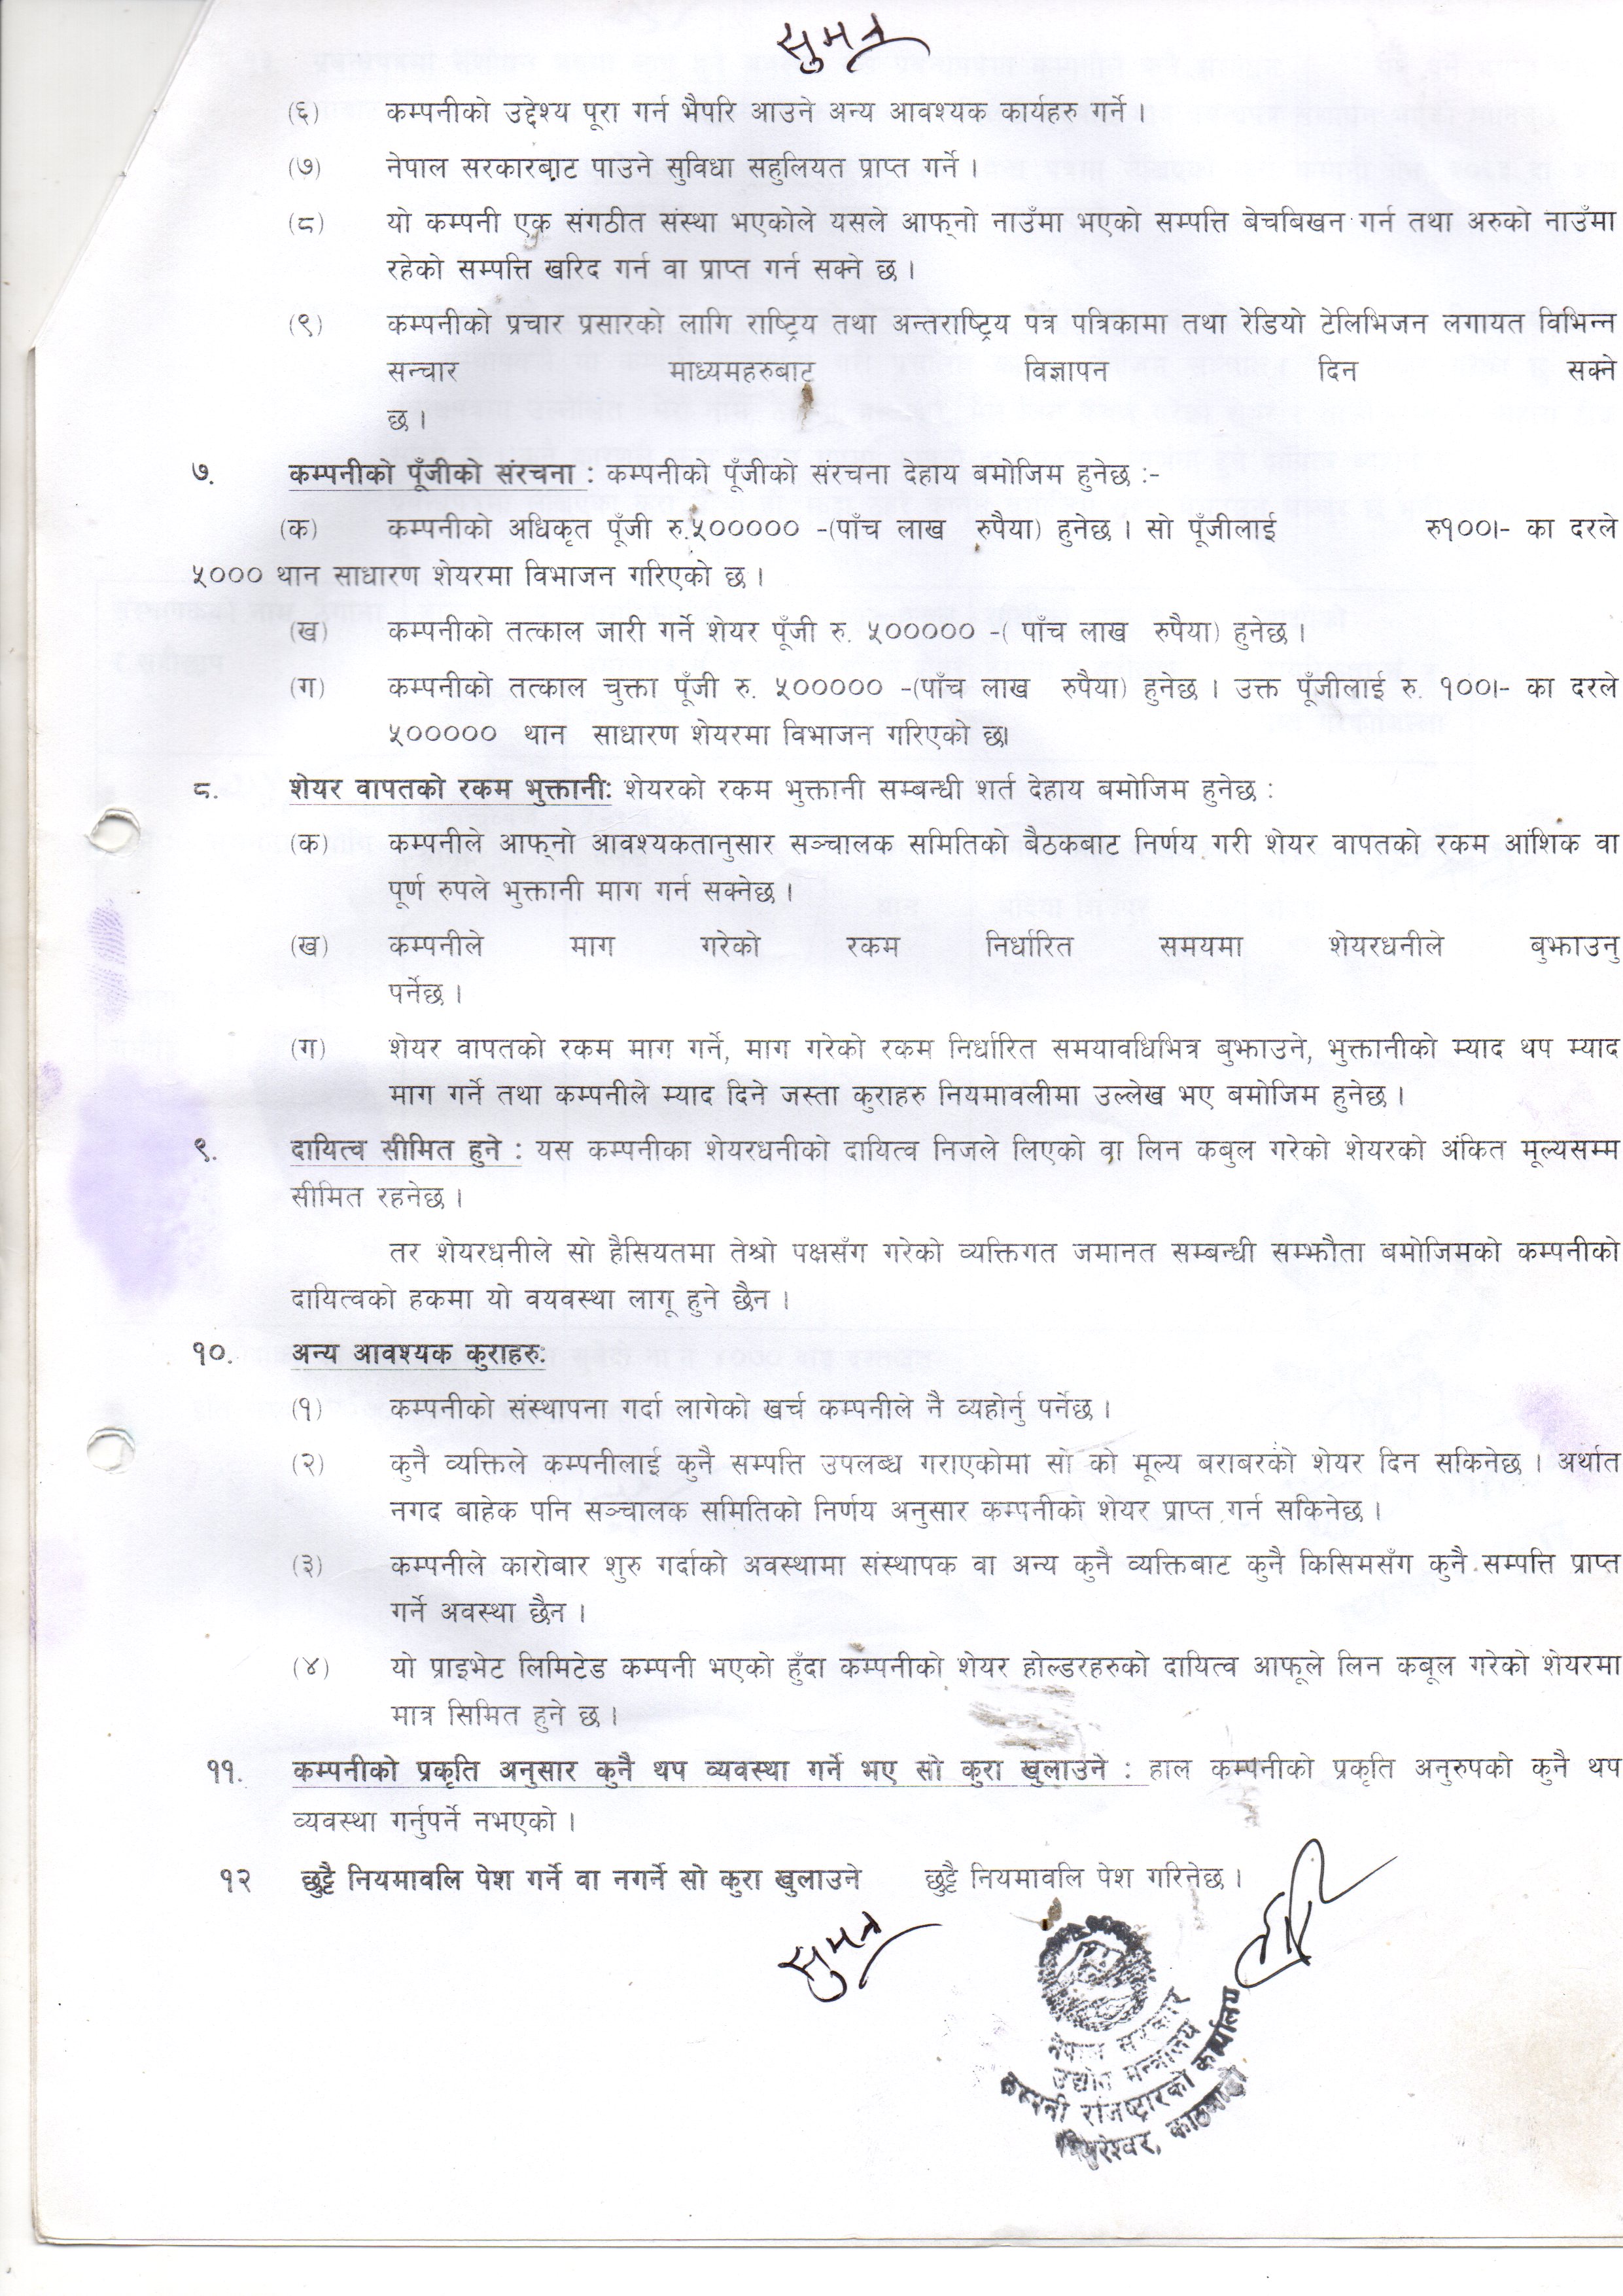 सुमन
(६) कम्पनीको उद्देश्य पूरा गर्न भैपरि आउने अन्य आवश्यक कार्यहरु गर्ने ।
(७) नेपाल सरकारबाट पाउने सुविधा सहुलियत प्राप्त गर्ने ।
(८) यो कम्पनी एक संगठीत संस्था भएकोले यसले आफ्‌नो नाउँमा भएको सम्पत्ति बेचबिखन गर्न तथा अरुको नाउँमा
रहेको सम्पत्ति खरिद गर्न वा प्राप्त गर्न सक्ने छ ।
(९) कम्पनीको प्रचार प्रसारको लागि राष्ट्रिय तथा अन्तराष्ट्रिय पत्र पत्रिकामा तथा रेडियो टेलिभिजन लगायत विभिन्न
सन्चार माध्यमहरुबाट विज्ञापन दिन सक्ने
छ ।
७. कम्पनीको पूँजीको संरचना : कम्पनीको पूँजीको संरचना देहाय बमोजिम हुनेछ :-
(क) कम्पनीको अधिकृत पूँजी रु.५००००० -(पाँच लाख रुपैया) हुनेछ । सो पूँजीलाई रु१००।- का दरले
५००० थान साधारण शेयरमा विभाजन गरिएको छ ।
(ख) कम्पनीको तत्काल जारी गर्ने शेयर पूँजी रु. ५००००० -( पाँच लाख रुपैया) हुनेछ ।
(ग) कम्पनीको तत्काल चुक्ता पूँजी रु. ५००००० -(पाँच लाख रुपैया) हुनेछ । उक्त पूँजीलाई रु. १००।- का दरले
५००००० थान साधारण शेयरमा विभाजन गरिएको छ।
८. शेयर वापतको रकम भुक्तानी: शेयरको रकम भुक्तानी सम्बन्धी शर्त देहाय बमोजिम हुनेछ :
(क) कम्पनीले आफ्‌नो आवश्यकतानुसार सञ्चालक समितिको बैठकबाट निर्णय गरी शेयर वापतको रकम आंशिक वा
पूर्ण रुपले भुक्तानी माग गर्न सक्नेछ ।
(ख) कम्पनीले माग गरेको रकम निर्धारित समयमा शेयरधनीले बुझाउनु
पर्नेछ ।
(ग) शेयर वापतको रकम माग गर्ने, माग गरेको रकम निर्धारित समयावधिभित्र बुझाउने, भुक्तानीको म्याद थप म्याद
माग गर्ने तथा कम्पनीले म्याद दिने जस्ता कुराहरु नियमावलीमा उल्लेख भए बमोजिम हुनेछ ।
९. दायित्व सीमित हुने : यस कम्पनीका शेयरधनीको दायित्व निजले लिएको वा लिन कबुल गरेको शेयरको अंकित मूल्यसम्म
सीमित रहनेछ ।
तर शेयरधनीले सो हैसियतमा तेश्रो पक्षसँग गरेको व्यक्तिगत जमानत सम्बन्धी सम्झौता बमोजिमको कम्पनीको
दायित्वको हकमा यो वयवस्था लागू हुने छैन ।
१०. अन्य आवश्यक कुराहरु:
(१) कम्पनीको संस्थापना गर्दा लागेको खर्च कम्पनीले नै व्यहोर्नु पर्नेछ ।
(२) कुनै व्यक्तिले कम्पनीलाई कुनै सम्पत्ति उपलब्ध गराएकोमा सो को मूल्य बराबरको शेयर दिन सकिनेछ । अर्थात
नगद बाहेक पनि सञ्चालक समितिको निर्णय अनुसार कम्पनीको शेयर प्राप्त गर्न सकिनेछ ।
(३) कम्पनीले कारोबार शुरु गर्दाको अवस्थामा संस्थापक वा अन्य कुनै व्यक्तिबाट कुनै किसिमसँग कुनै सम्पत्ति प्राप्त
गर्ने अवस्था छैन ।
(४) यो प्राइभेट लिमिटेड कम्पनी भएको हुँदा कम्पनीको शेयर होल्डरहरुको दायित्व आफूले लिन कबूल गरेको शेयरमा
मात्र सिमित हुने छ ।
११. कम्पनीको प्रकृति अनुसार कुनै थप व्यवस्था गर्ने भए सो कुरा खुलाउने : हाल कम्पनीको प्रकृति अनुरुपको कुनै थप
व्यवस्था गर्नुपर्ने नभएको ।
१२ छुट्टै नियमावलि पेश गर्ने वा नगर्ने सो कुरा खुलाउने छुट्टै नियमावलि पेश गरिनेछ ।
सुमन
नेपाल सरकार
उद्योग मन्त्रालय
कम्पनी रजिष्ट्रारको कार्यालय
त्रिपुरेश्वर, काठमाडौं